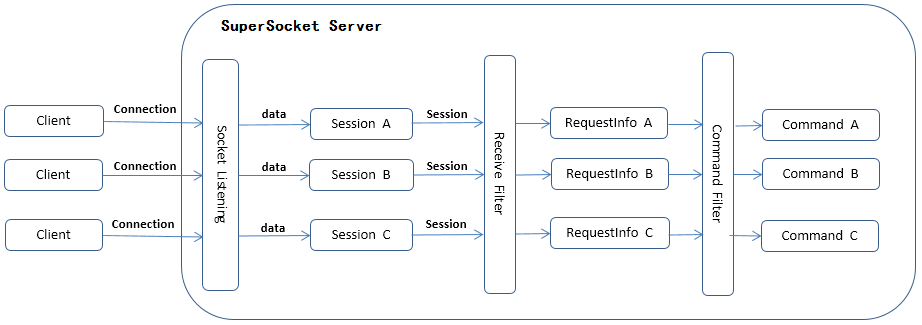 SuperSocket Server
Connection
data
Session
Client
Session A
RequestInfo A
Command A
Connection
data
Session
Client
Session B
RequestInfo B
Command B
Connection
data
Session
Client
Session C
RequestInfo C
Command C
Socket Listening
Receive Filter
Command Filter